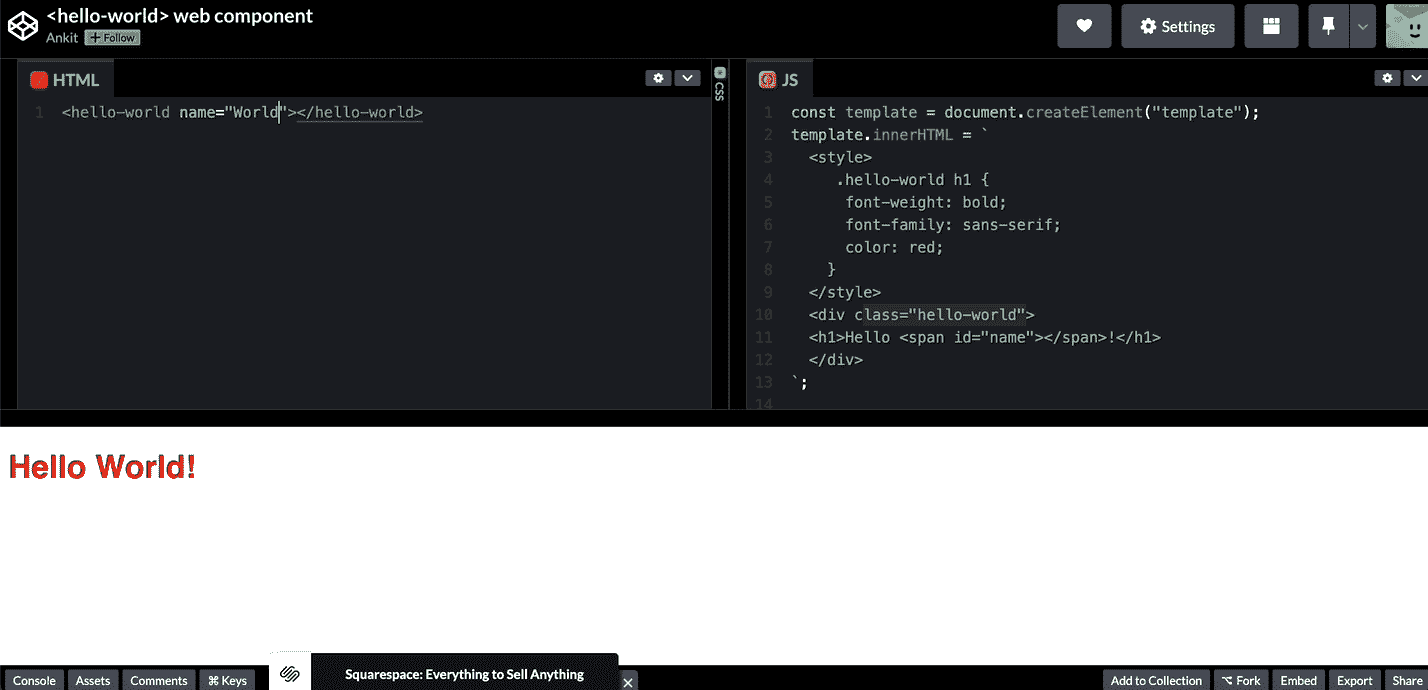 <hello-world> web component
Ankit + Follow
Settings
HTML
1 <hello-world name="World"></hello-world>
CSS
JS
1 const template = document.createElement("template");
2 template.innerHTML = `
3 <style>
4 .hello-world h1 {
5 font-weight: bold;
6 font-family: sans-serif;
7 color: red;
8 }
9 </style>
10 <div class="hello-world">
11 <h1>Hello <span id="name"></span>!</h1>
12 </div>
13 `;
14
Hello World!
Console Assets Comments ⌘ Keys
Squarespace: Everything to Sell Anything
Add to Collection ⌥ Fork Embed Export Share